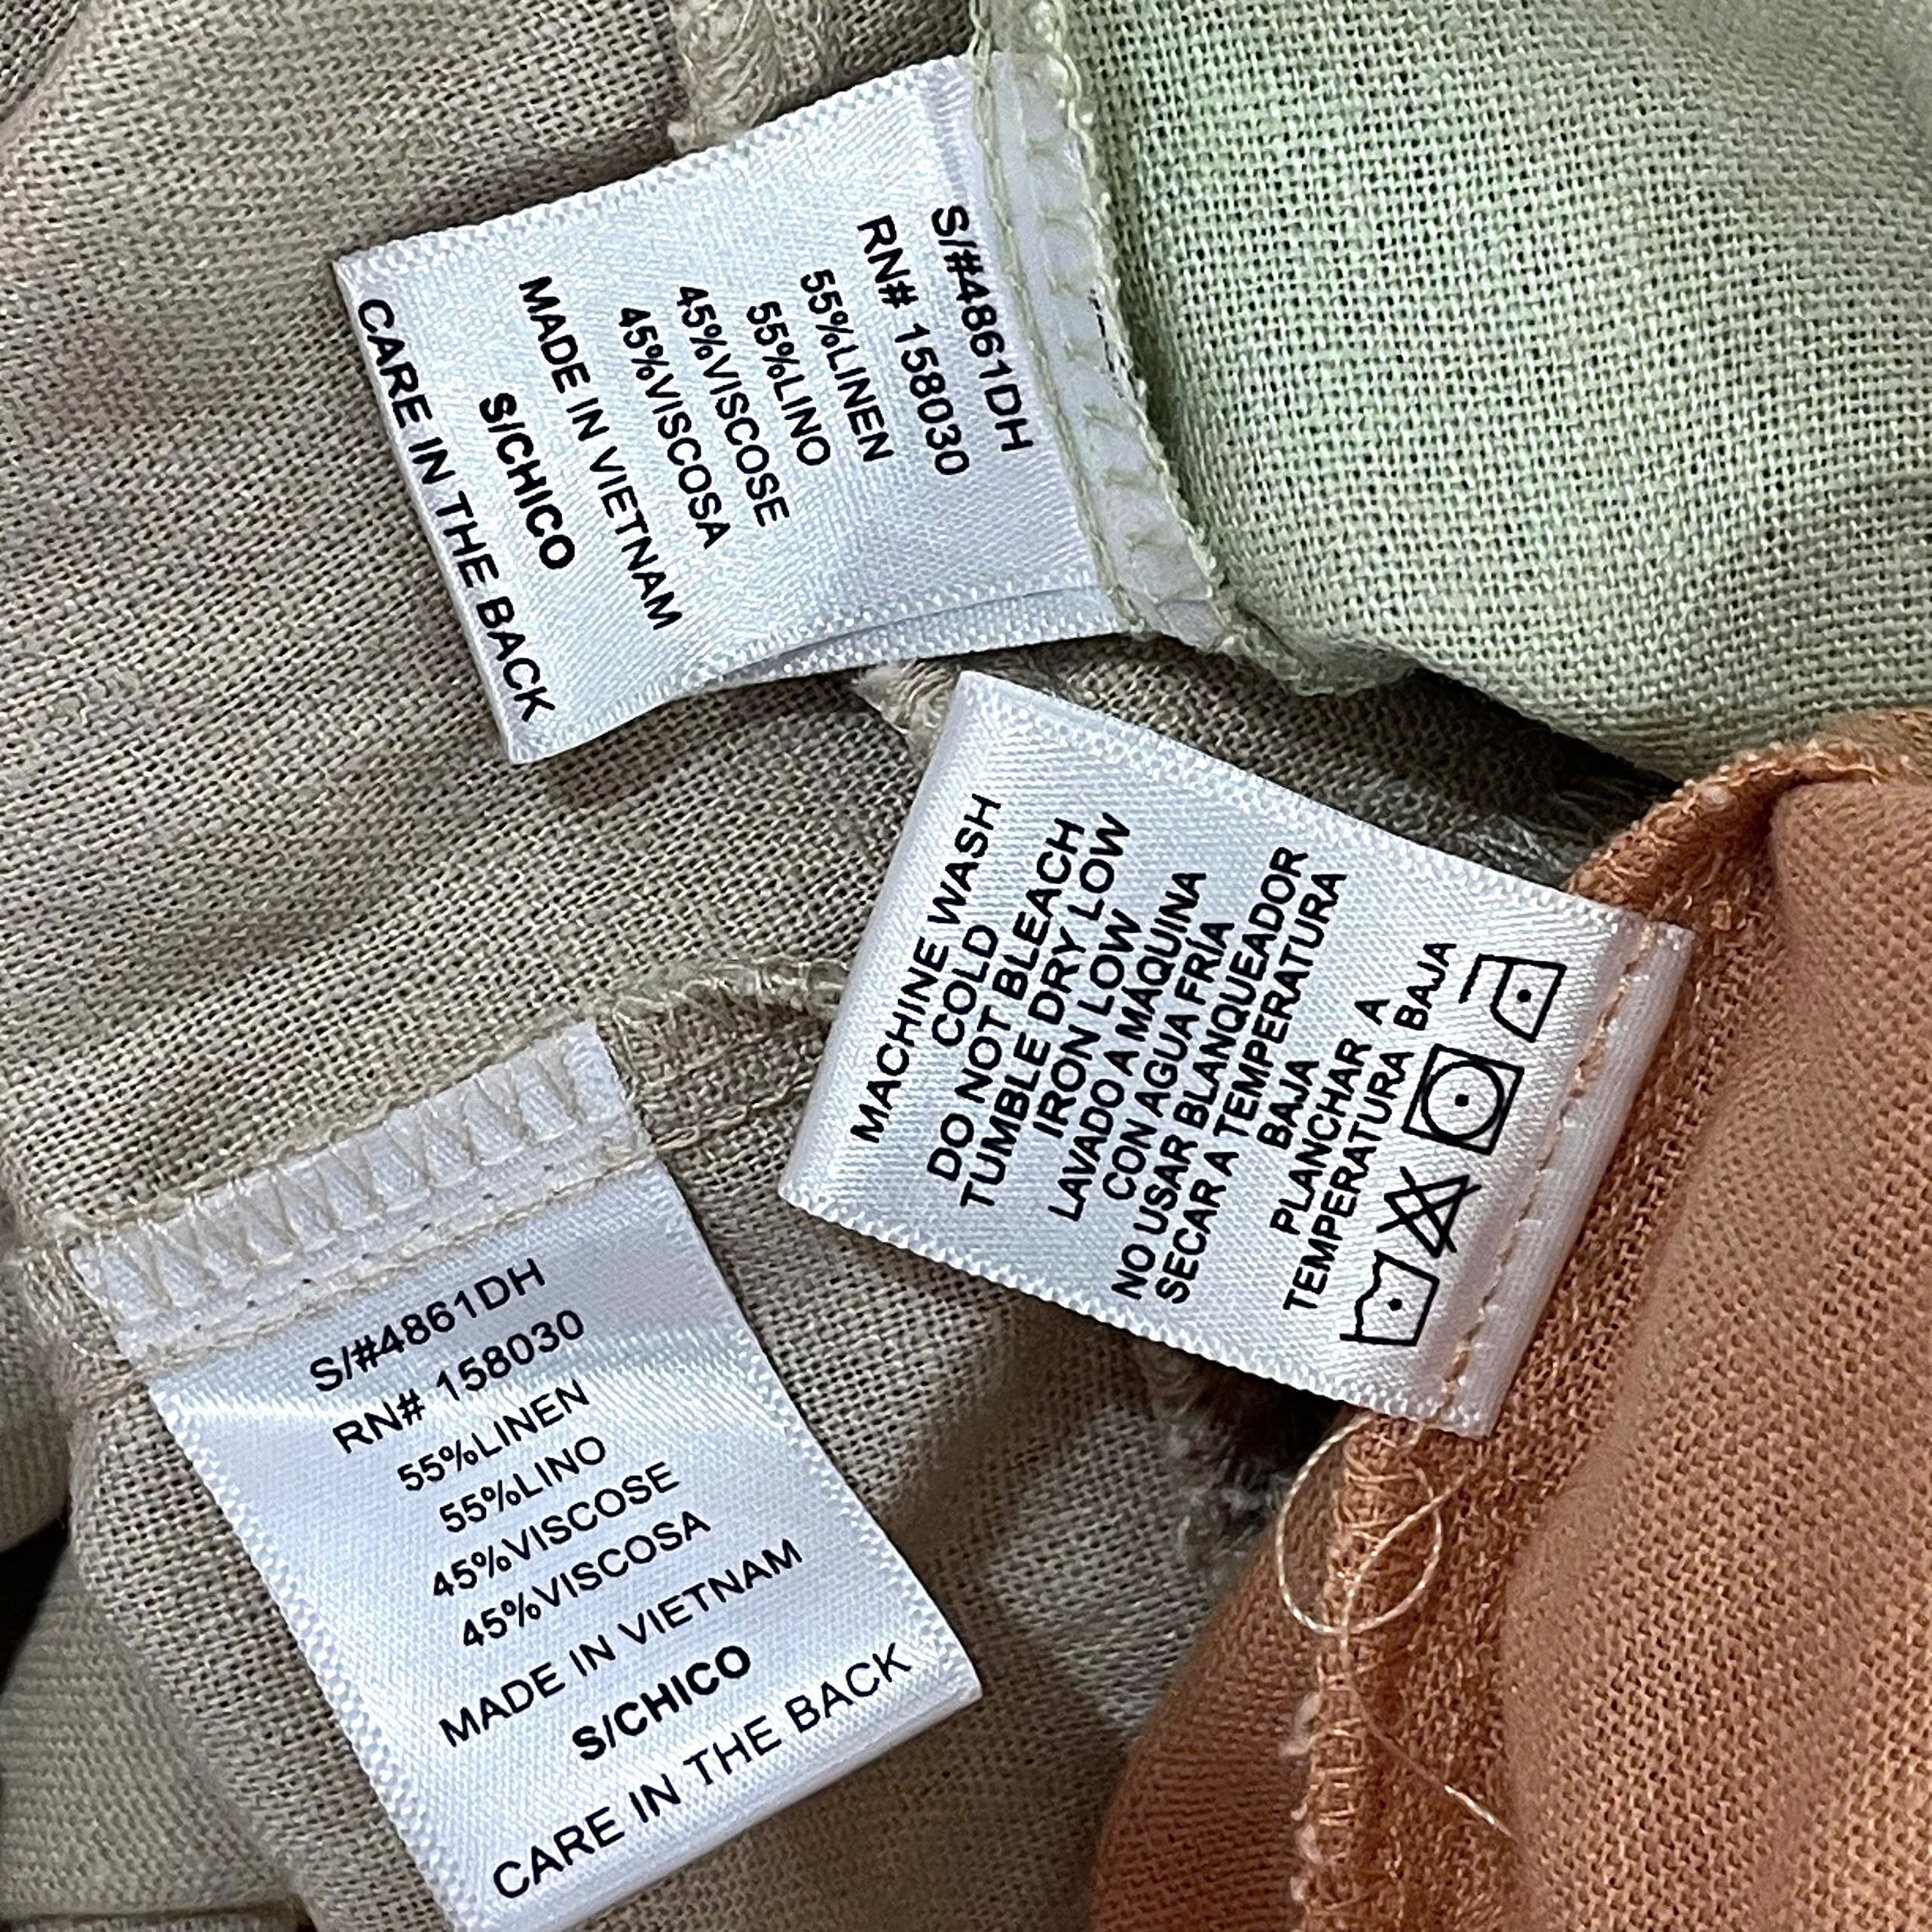 S/#4861DH
RN# 158030
55%LINEN
55%LINO
45%VISCOSE
45%VISCOSA
MADE IN VIETNAM
S/CHICO
CARE IN THE BACK
MACHINE WASH
COLD
DO NOT BLEACH
TUMBLE DRY LOW
IRON LOW
LAVADO A MÁQUINA
CON AGUA FRÍA
NO USAR BLANQUEADOR
SECAR A TEMPERATURA
BAJA
PLANCHAR A
TEMPERATURA BAJA
S/#4861DH
RN# 158030
55%LINEN
55%LINO
45%VISCOSE
45%VISCOSA
MADE IN VIETNAM
S/CHICO
CARE IN THE BACK